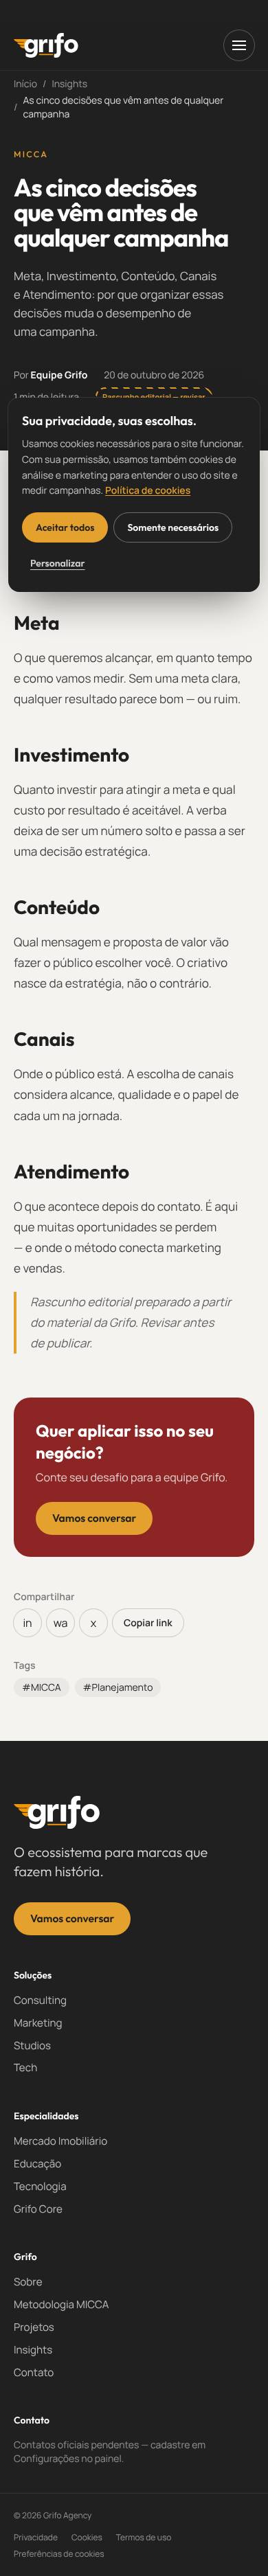 grifo
Início / Insights
/ As cinco decisões que vêm antes de qualquer
campanha
MICCA
As cinco decisões
que vêm antes de
qualquer campanha
Meta, Investimento, Conteúdo, Canais
e Atendimento: por que organizar essas
decisões muda o desempenho de
uma campanha.
Por Equipe Grifo 20 de outubro de 2026
1 min de leitura Rascunho editorial — revisar
Sua privacidade, suas escolhas.
Usamos cookies necessários para o site funcionar.
Com sua permissão, usamos também cookies de
análise e marketing para entender o uso do site e
medir campanhas. Política de cookies
Aceitar todos Somente necessários
Personalizar
Meta
O que queremos alcançar, em quanto tempo
e como vamos medir. Sem uma meta clara,
qualquer resultado parece bom — ou ruim.
Investimento
Quanto investir para atingir a meta e qual
custo por resultado é aceitável. A verba
deixa de ser um número solto e passa a ser
uma decisão estratégica.
Conteúdo
Qual mensagem e proposta de valor vão
fazer o público escolher você. O criativo
nasce da estratégia, não o contrário.
Canais
Onde o público está. A escolha de canais
considera alcance, qualidade e o papel de
cada um na jornada.
Atendimento
O que acontece depois do contato. É aqui
que muitas oportunidades se perdem
— e onde o método conecta marketing
e vendas.
Rascunho editorial preparado a partir
do material da Grifo. Revisar antes
de publicar.
Quer aplicar isso no seu
negócio?
Conte seu desafio para a equipe Grifo.
Vamos conversar
Compartilhar
in wa x Copiar link
Tags
#MICCA #Planejamento
grifo
O ecossistema para marcas que
fazem história.
Vamos conversar
Soluções
Consulting
Marketing
Studios
Tech
Especialidades
Mercado Imobiliário
Educação
Tecnologia
Grifo Core
Grifo
Sobre
Metodologia MICCA
Projetos
Insights
Contato
Contato
Contatos oficiais pendentes — cadastre em
Configurações no painel.
© 2026 Grifo Agency
Privacidade Cookies Termos de uso
Preferências de cookies